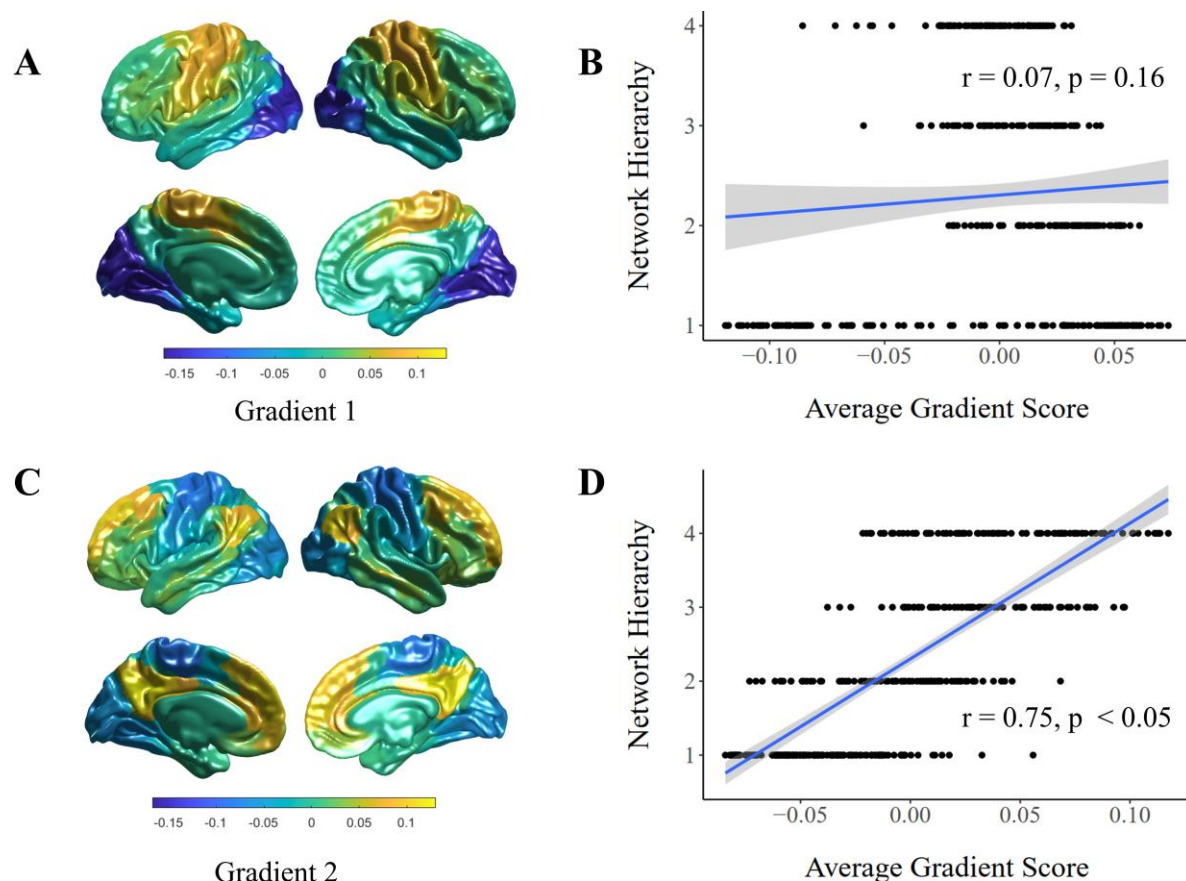 A
-0.15 -0.1 -0.05 0 0.05 0.1
Gradient 1
B
Network Hierarchy
4
3
2
1
r = 0.07, p = 0.16
−0.10 −0.05 0.00 0.05
Average Gradient Score
C
-0.15 -0.1 -0.05 0 0.05 0.1
Gradient 2
D
Network Hierarchy
4
3
2
1
r = 0.75, p < 0.05
−0.05 0.00 0.05 0.10
Average Gradient Score